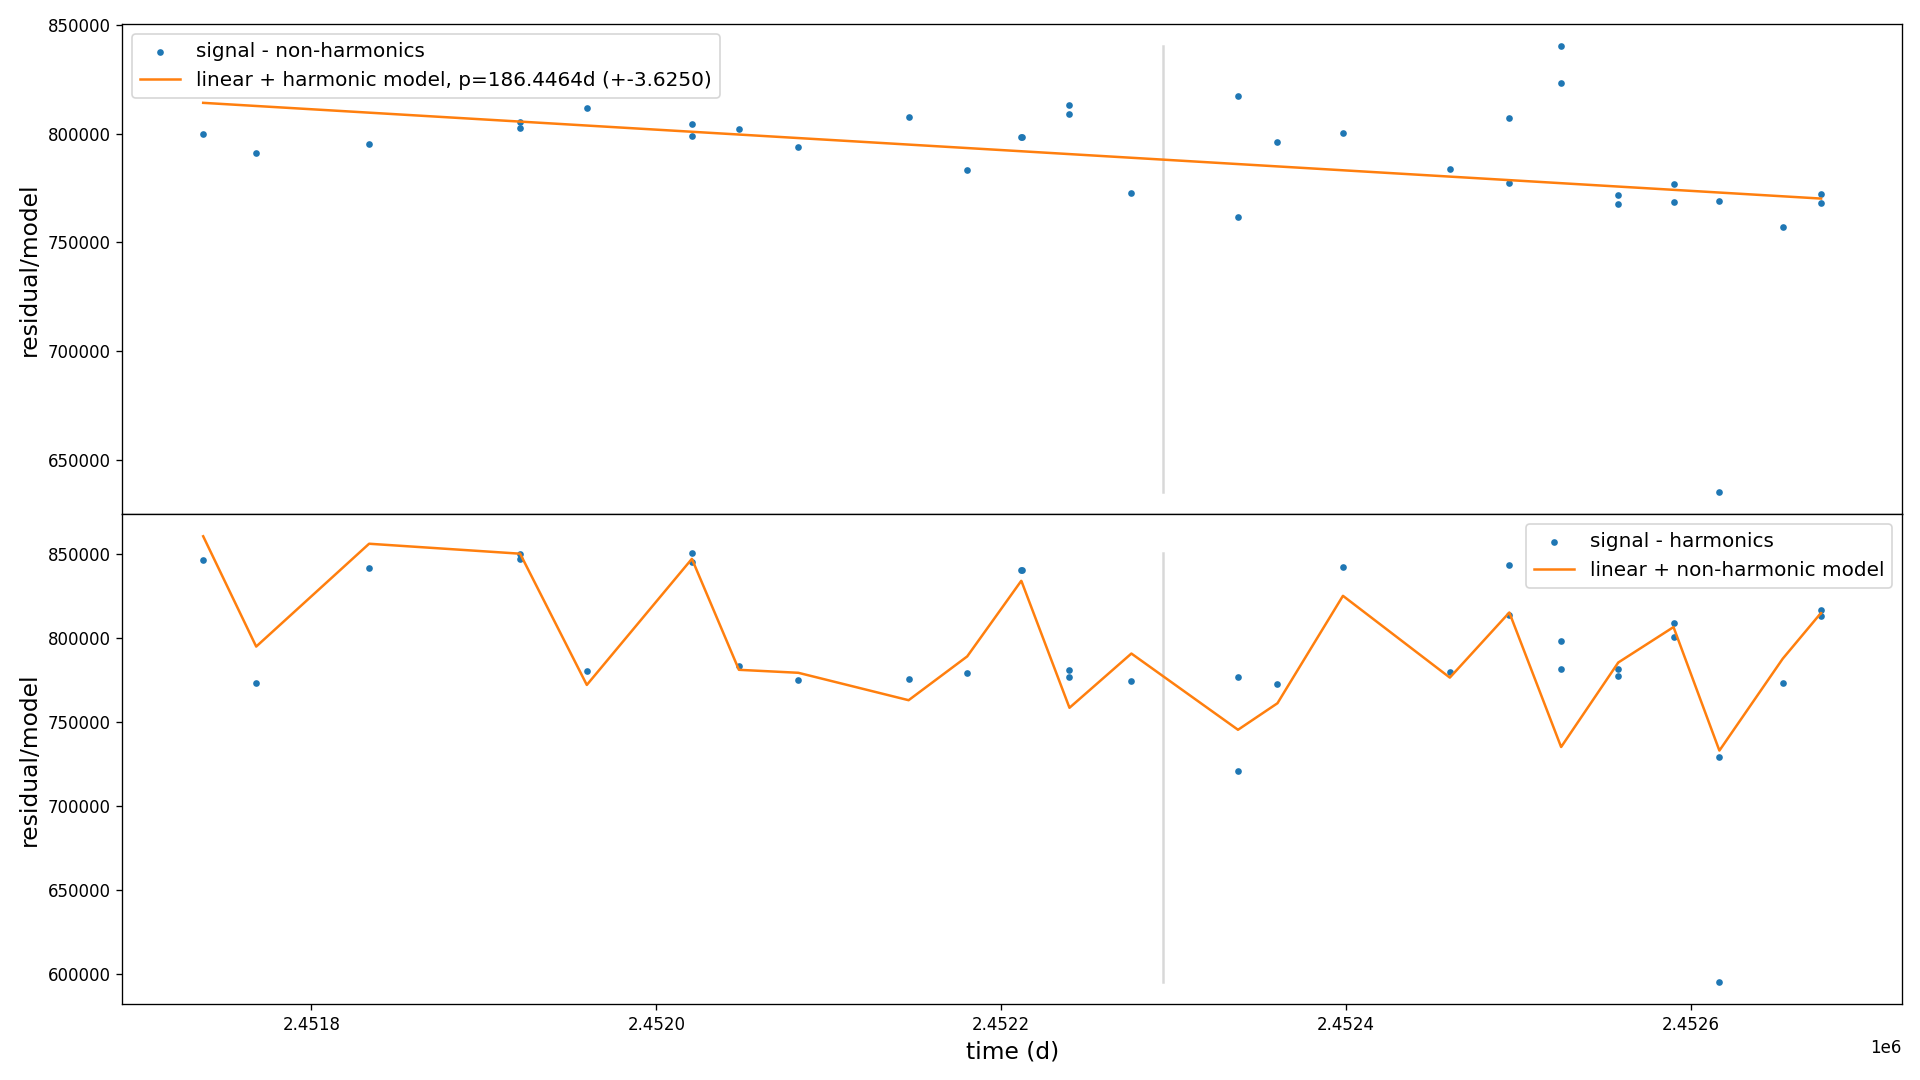 850000
signal - non-harmonics
linear + harmonic model, p=186.4464d (+-3.6250)
800000
750000
700000
650000
residual/model
850000
signal - harmonics
linear + non-harmonic model
800000
750000
700000
650000
600000
residual/model
2.4518 2.4520 2.4522 2.4524 2.4526
time (d)
1e6